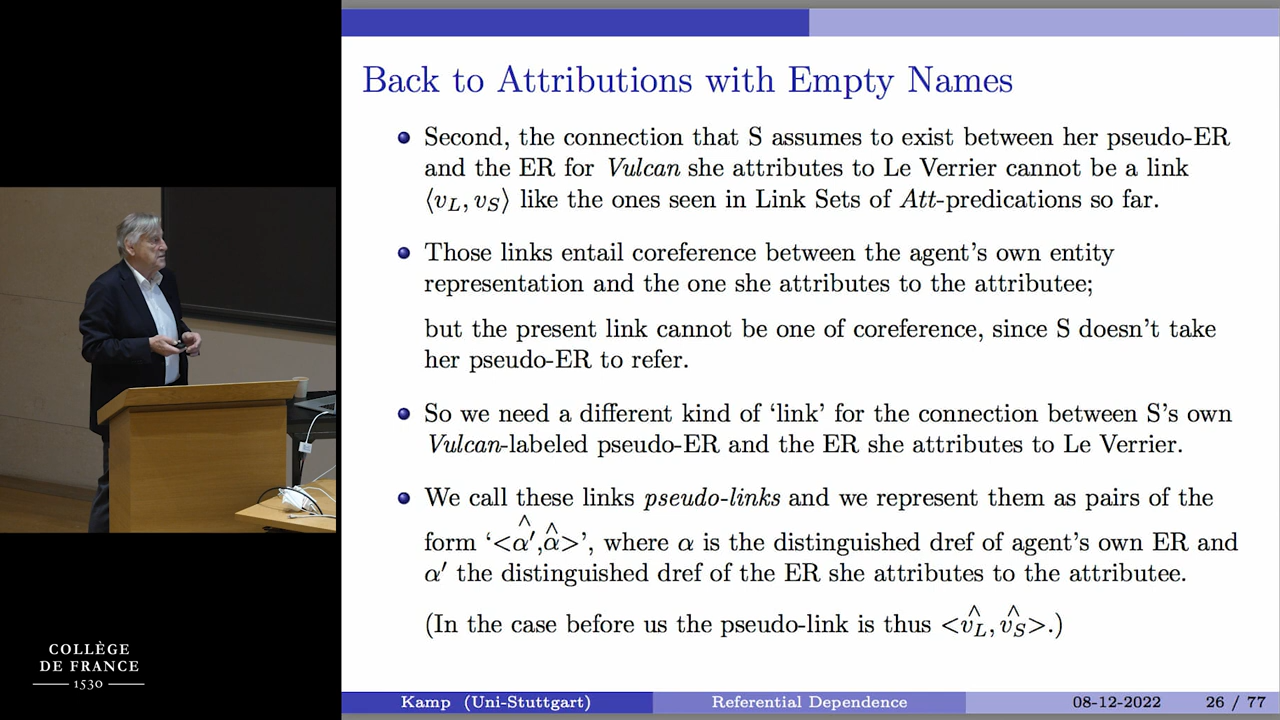 Back to Attributions with Empty Names
Second, the connection that S assumes to exist between her pseudo-ER
and the ER for Vulcan she attributes to Le Verrier cannot be a link
⟨v_L, v_S⟩ like the ones seen in Link Sets of Att-predications so far.
Those links entail coreference between the agent's own entity
representation and the one she attributes to the attributee;
but the present link cannot be one of coreference, since S doesn't take
her pseudo-ER to refer.
So we need a different kind of 'link' for the connection between S's own
Vulcan-labeled pseudo-ER and the ER she attributes to Le Verrier.
We call these links pseudo-links and we represent them as pairs of the
form '<α̂′,α̂>', where α is the distinguished dref of agent's own ER and
α′ the distinguished dref of the ER she attributes to the attributee.
(In the case before us the pseudo-link is thus <v̂_L, v̂_S>.)
COLLÈGE
DE FRANCE
1530
Kamp (Uni-Stuttgart) Referential Dependence 08-12-2022 26 / 77